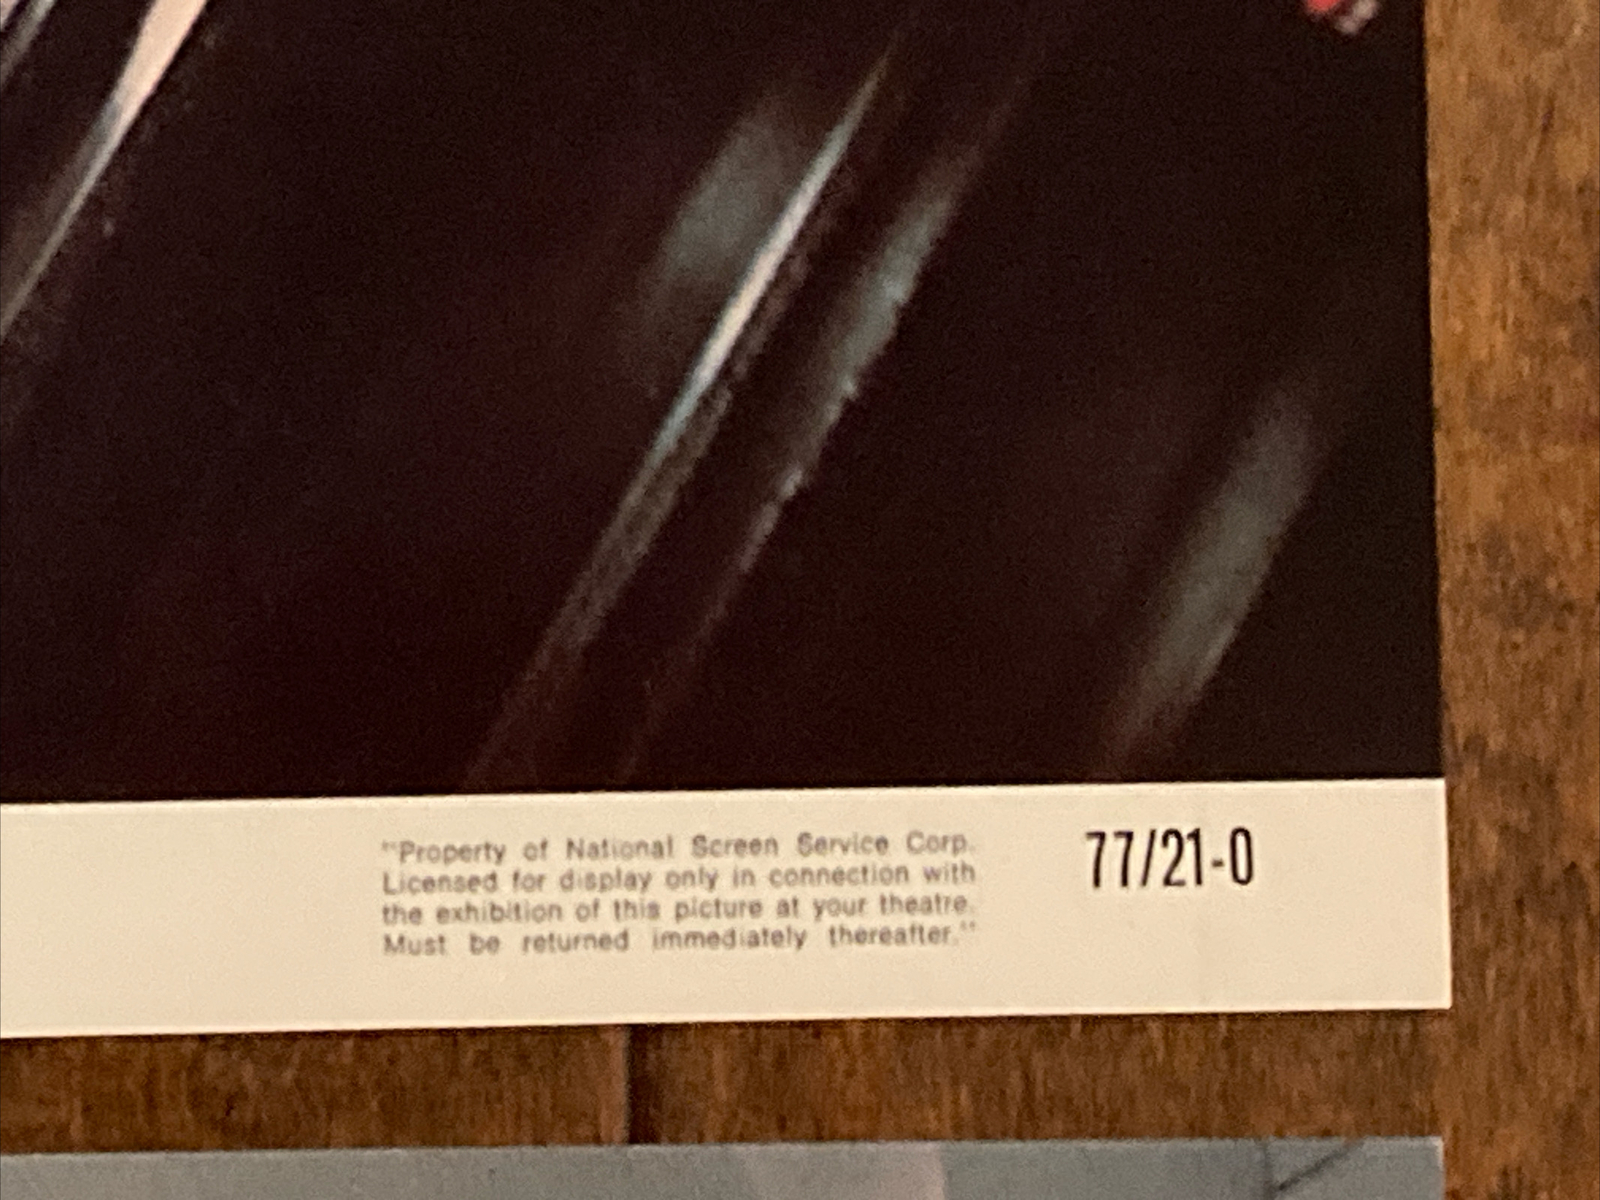 "Property of National Screen Service Corp.
Licensed for display only in connection with
the exhibition of this picture at your theatre.
Must be returned immediately thereafter."
77/21-0